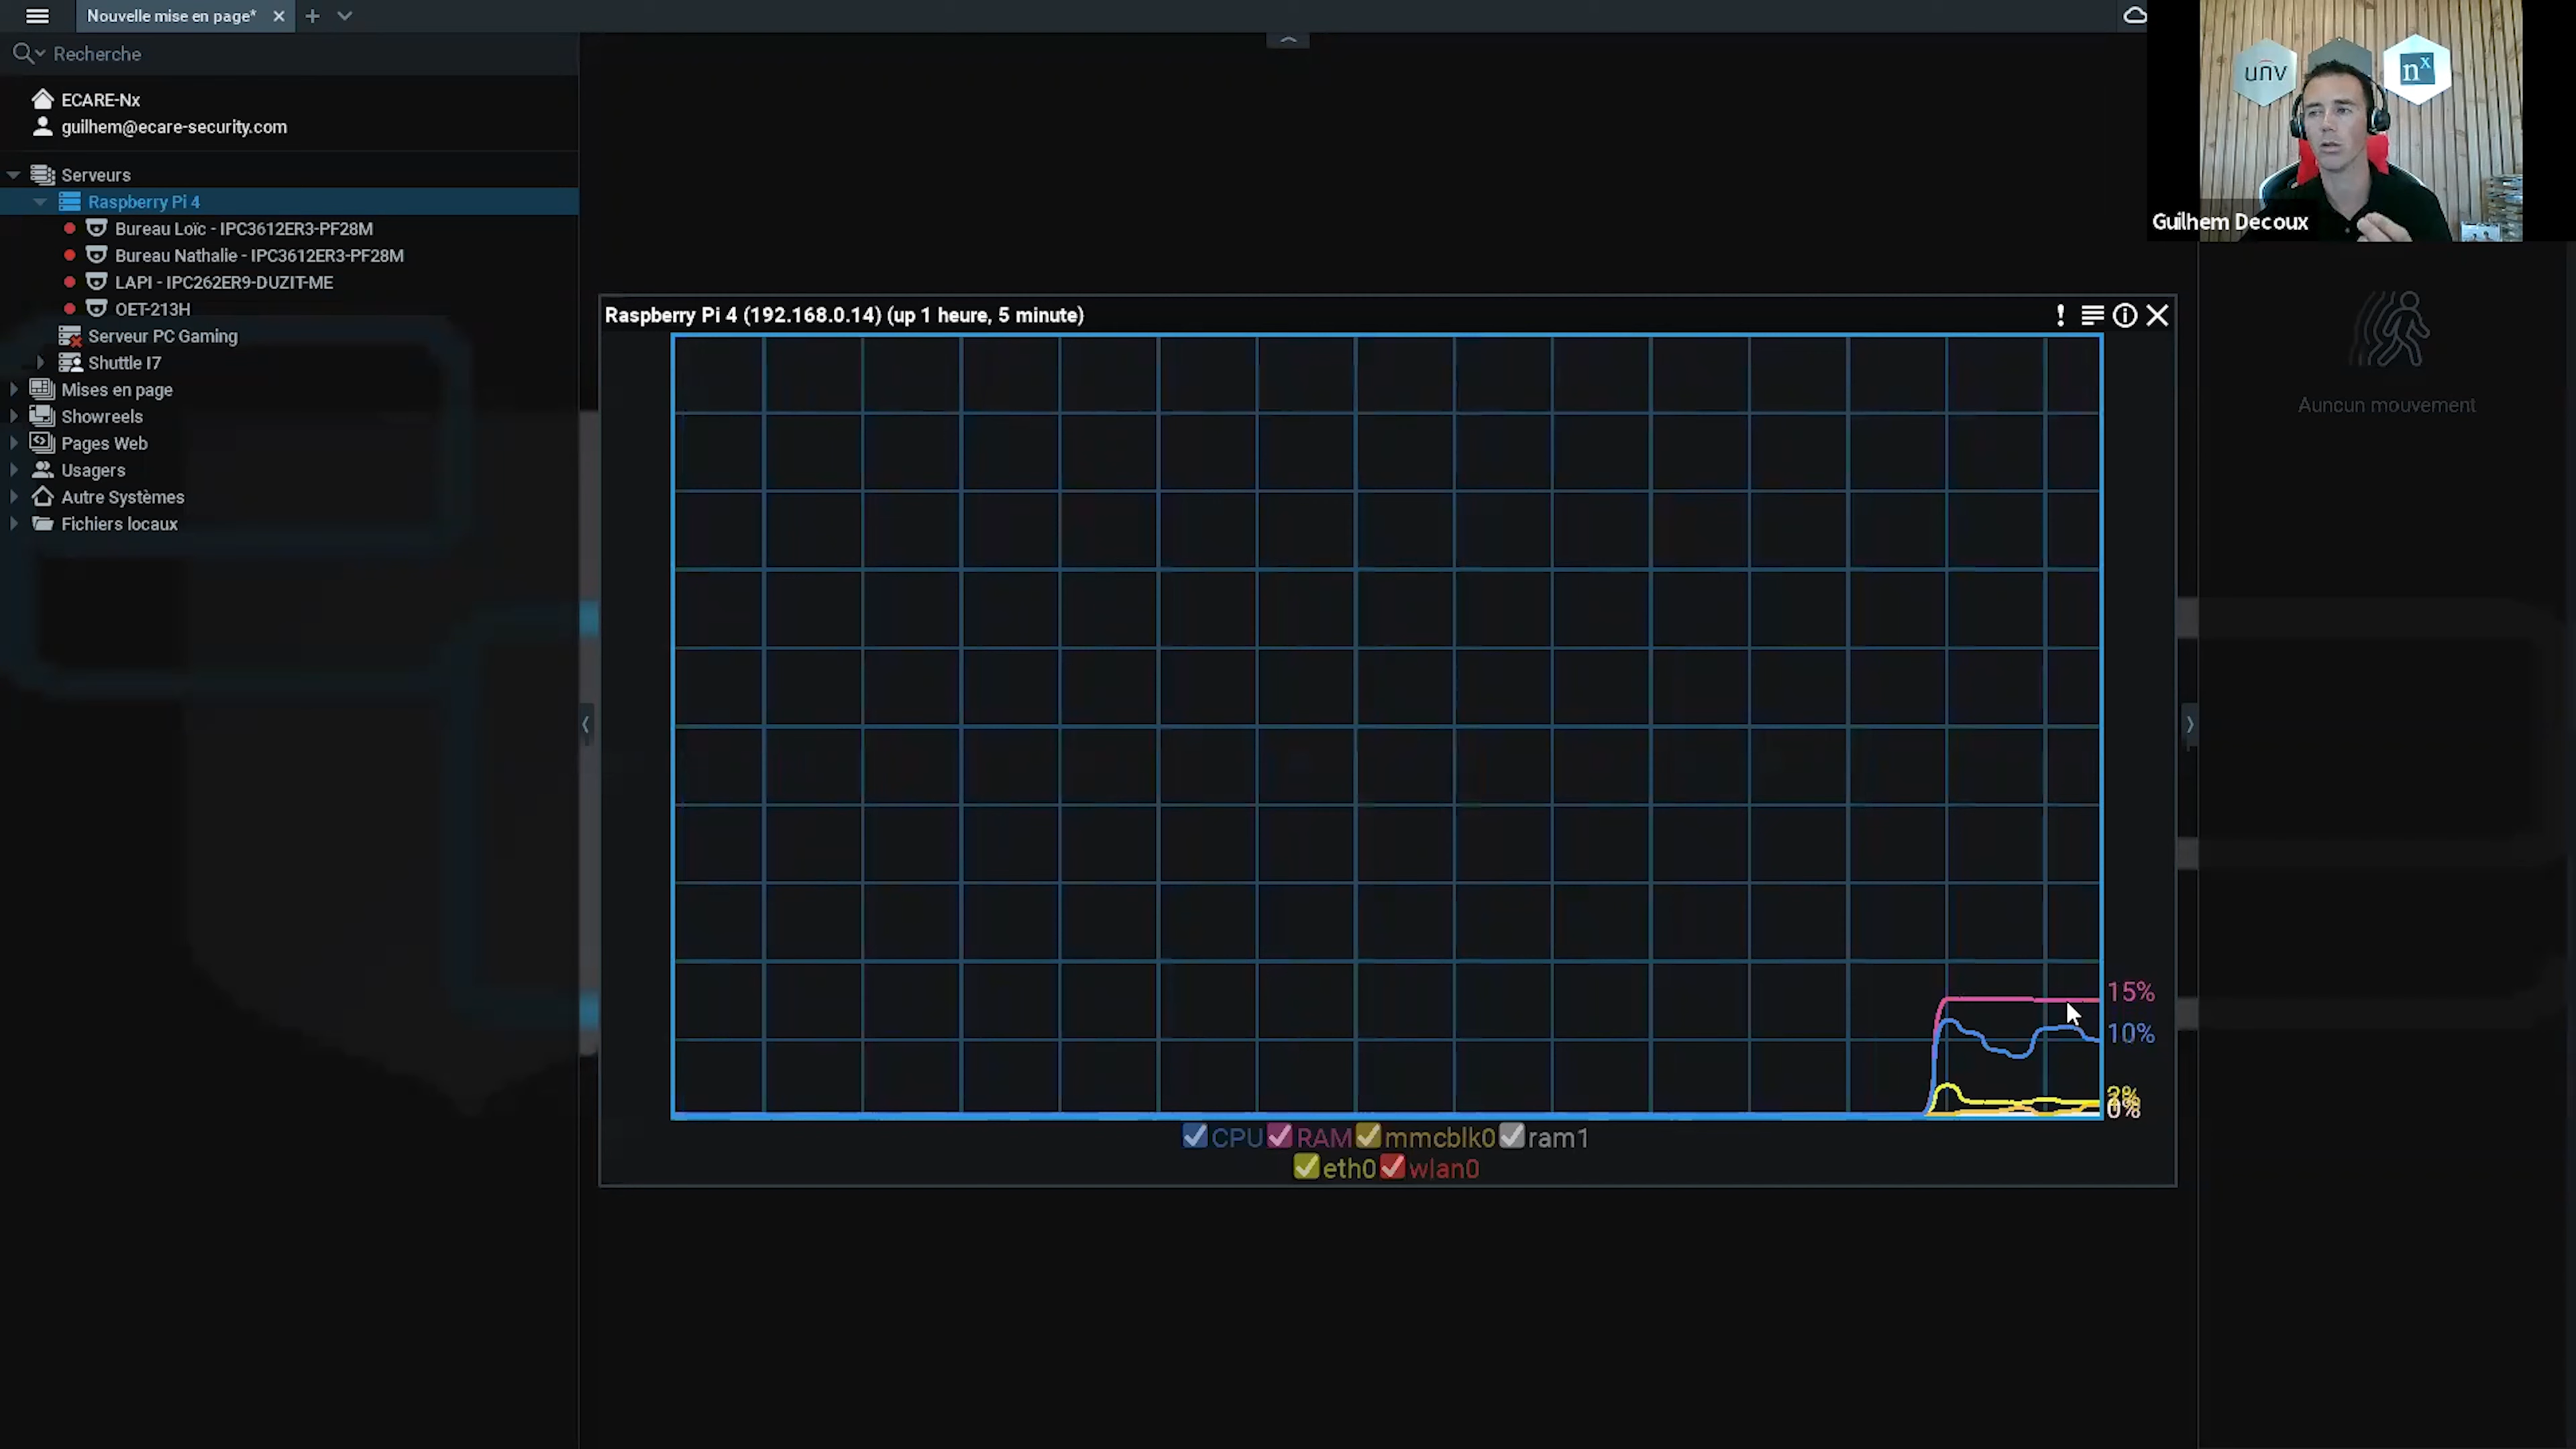 Nouvelle mise en page*
Recherche
ECARE-Nx
guilhem@ecare-security.com
Serveurs
Raspberry Pi 4
Bureau Loïc - IPC3612ER3-PF28M
Bureau Nathalie - IPC3612ER3-PF28M
LAPI - IPC262ER9-DUZIT-ME
OET-213H
Serveur PC Gaming
Shuttle I7
Mises en page
Showreels
Pages Web
Usagers
Autre Systèmes
Fichiers locaux
Raspberry Pi 4 (192.168.0.14) (up 1 heure, 5 minute)
15%
10%
0%
CPU RAM mmcblk0 ram1
eth0 wlan0
unv
nx
Guilhem Decoux
Auncun mouvement